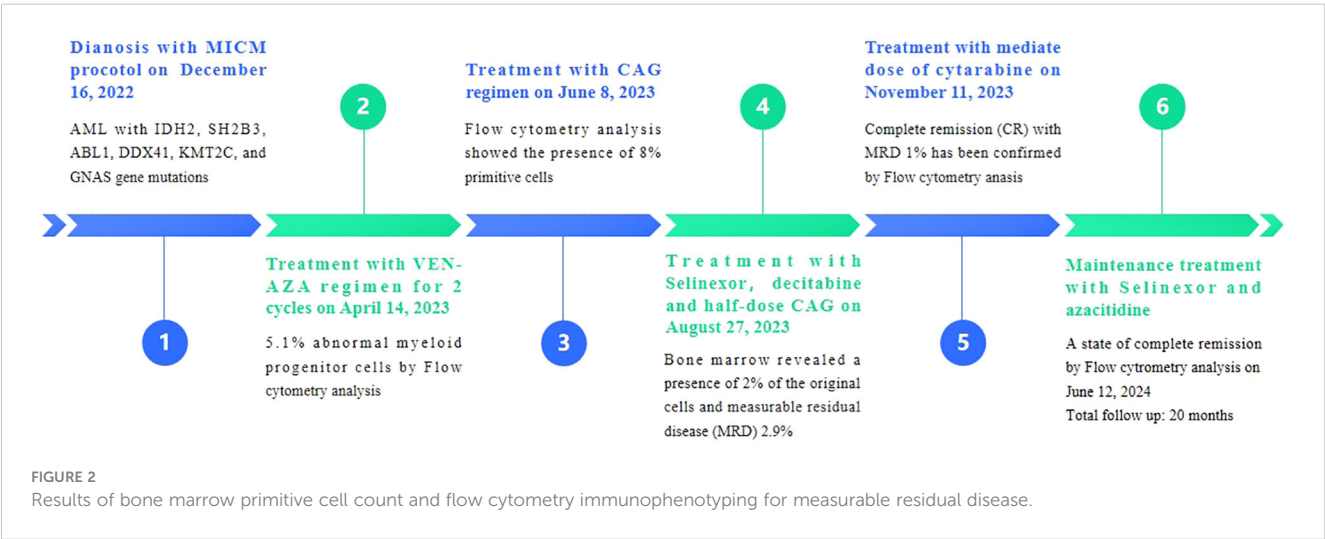 Dianosis with MICM
procotol on December
16, 2022
AML with IDH2, SH2B3,
ABL1, DDX41, KMT2C, and
GNAS gene mutations
1
2
Treatment with VEN-
AZA regimen for 2
cycles on April 14, 2023
5.1% abnormal myeloid
progenitor cells by Flow
cytometry analysis
Treatment with CAG
regimen on June 8, 2023
Flow cytometry analysis
showed the presence of 8%
primitive cells
3
4
Treatment with
Selinexor, decitabine
and half-dose CAG on
August 27, 2023
Bone marrow revealed a
presence of 2% of the original
cells and measurable residual
disease (MRD) 2.9%
Treatment with mediate
dose of cytarabine on
November 11, 2023
Complete remission (CR) with
MRD 1% has been confirmed
by Flow cytometry anasis
5
6
Maintenance treatment
with Selinexor and
azacitidine
A state of complete remission
by Flow cytrometry analysis on
June 12, 2024
Total follow up: 20 months
FIGURE 2
Results of bone marrow primitive cell count and flow cytometry immunophenotyping for measurable residual disease.